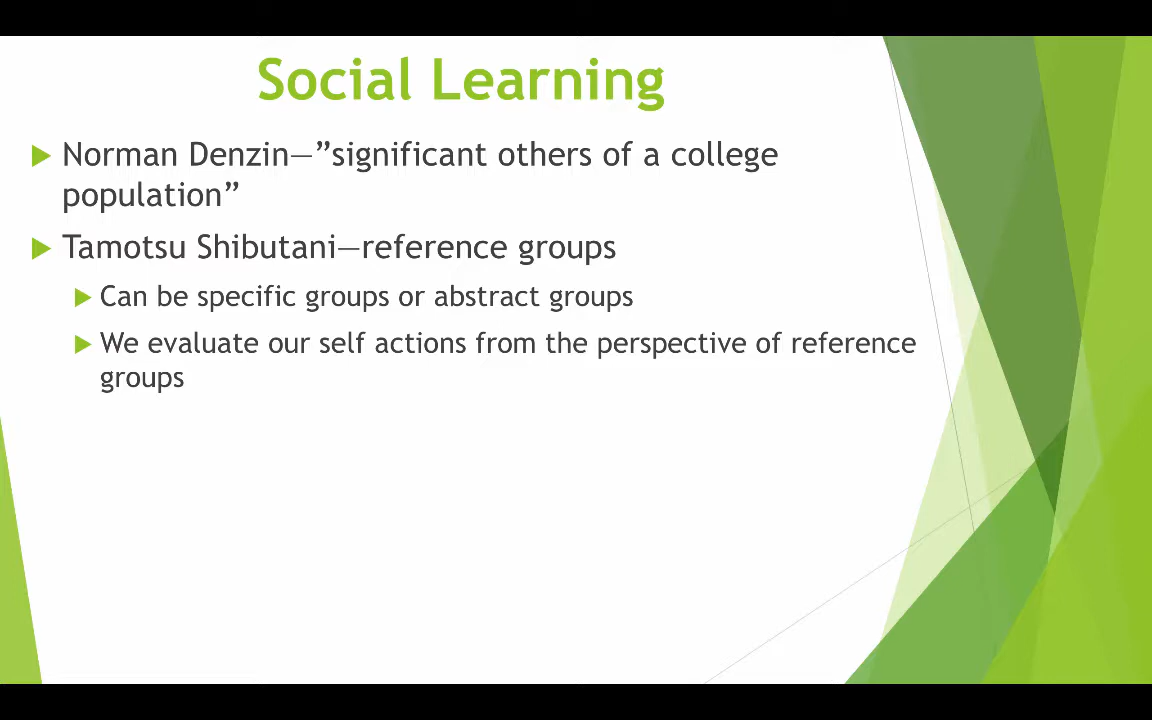 Social Learning
Norman Denzin—”significant others of a college
population”
Tamotsu Shibutani—reference groups
Can be specific groups or abstract groups
We evaluate our self actions from the perspective of reference
groups